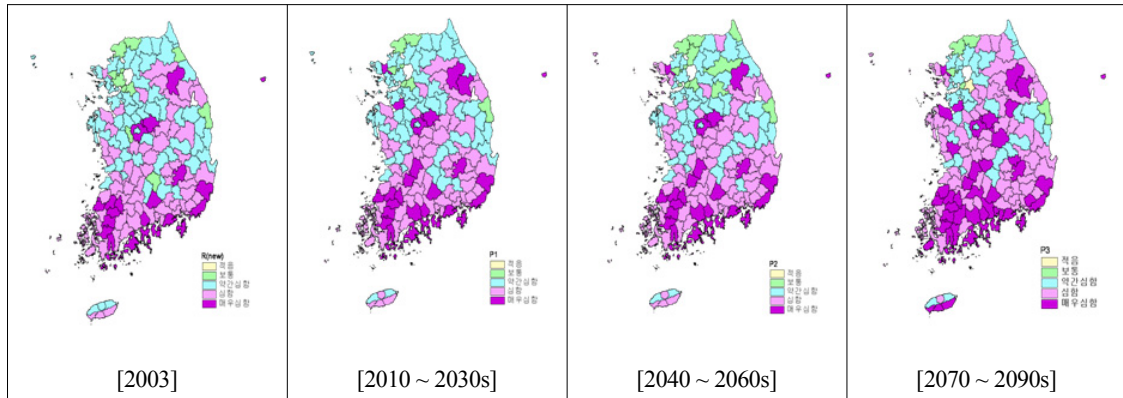 R(new)
적음
보통
약간심함
심함
매우심함
[2003]
P1
적음
보통
약간심함
심함
매우심함
[2010 ~ 2030s]
P2
적음
보통
약간심함
심함
매우심함
[2040 ~ 2060s]
P3
적음
보통
약간심함
심함
매우심함
[2070 ~ 2090s]